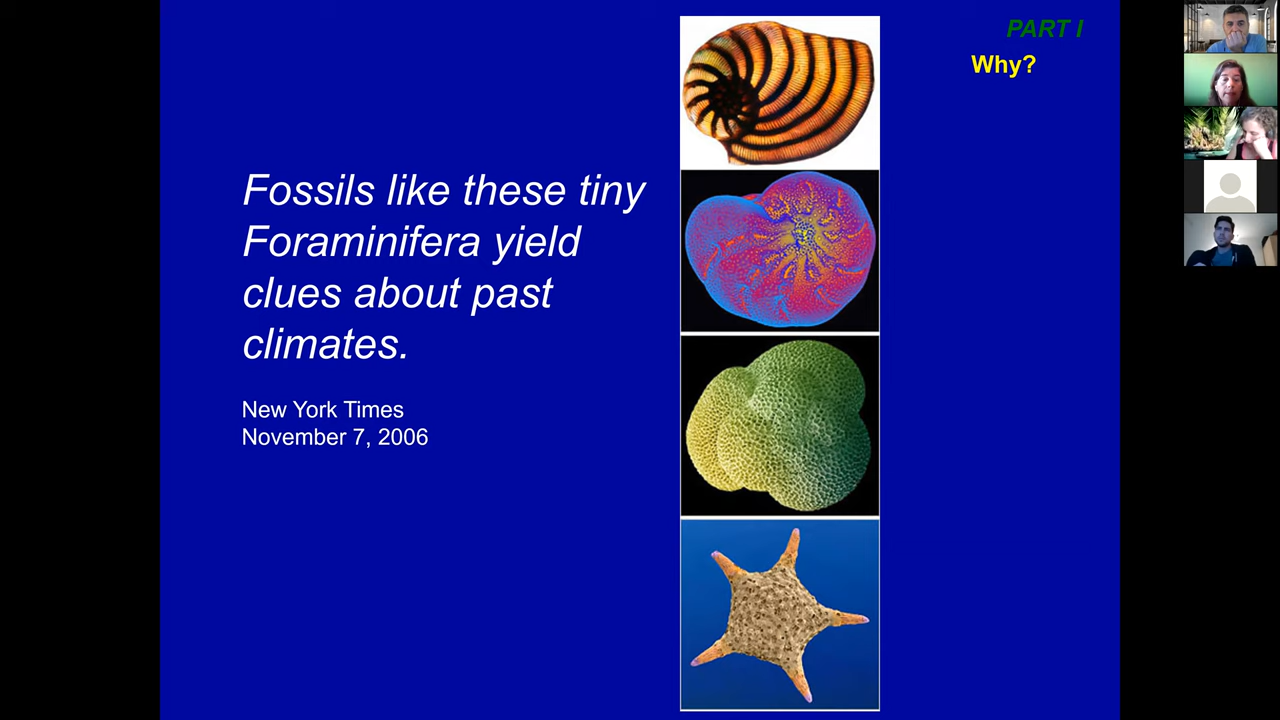 PART I
Why?
Fossils like these tiny
Foraminifera yield
clues about past
climates.
New York Times
November 7, 2006